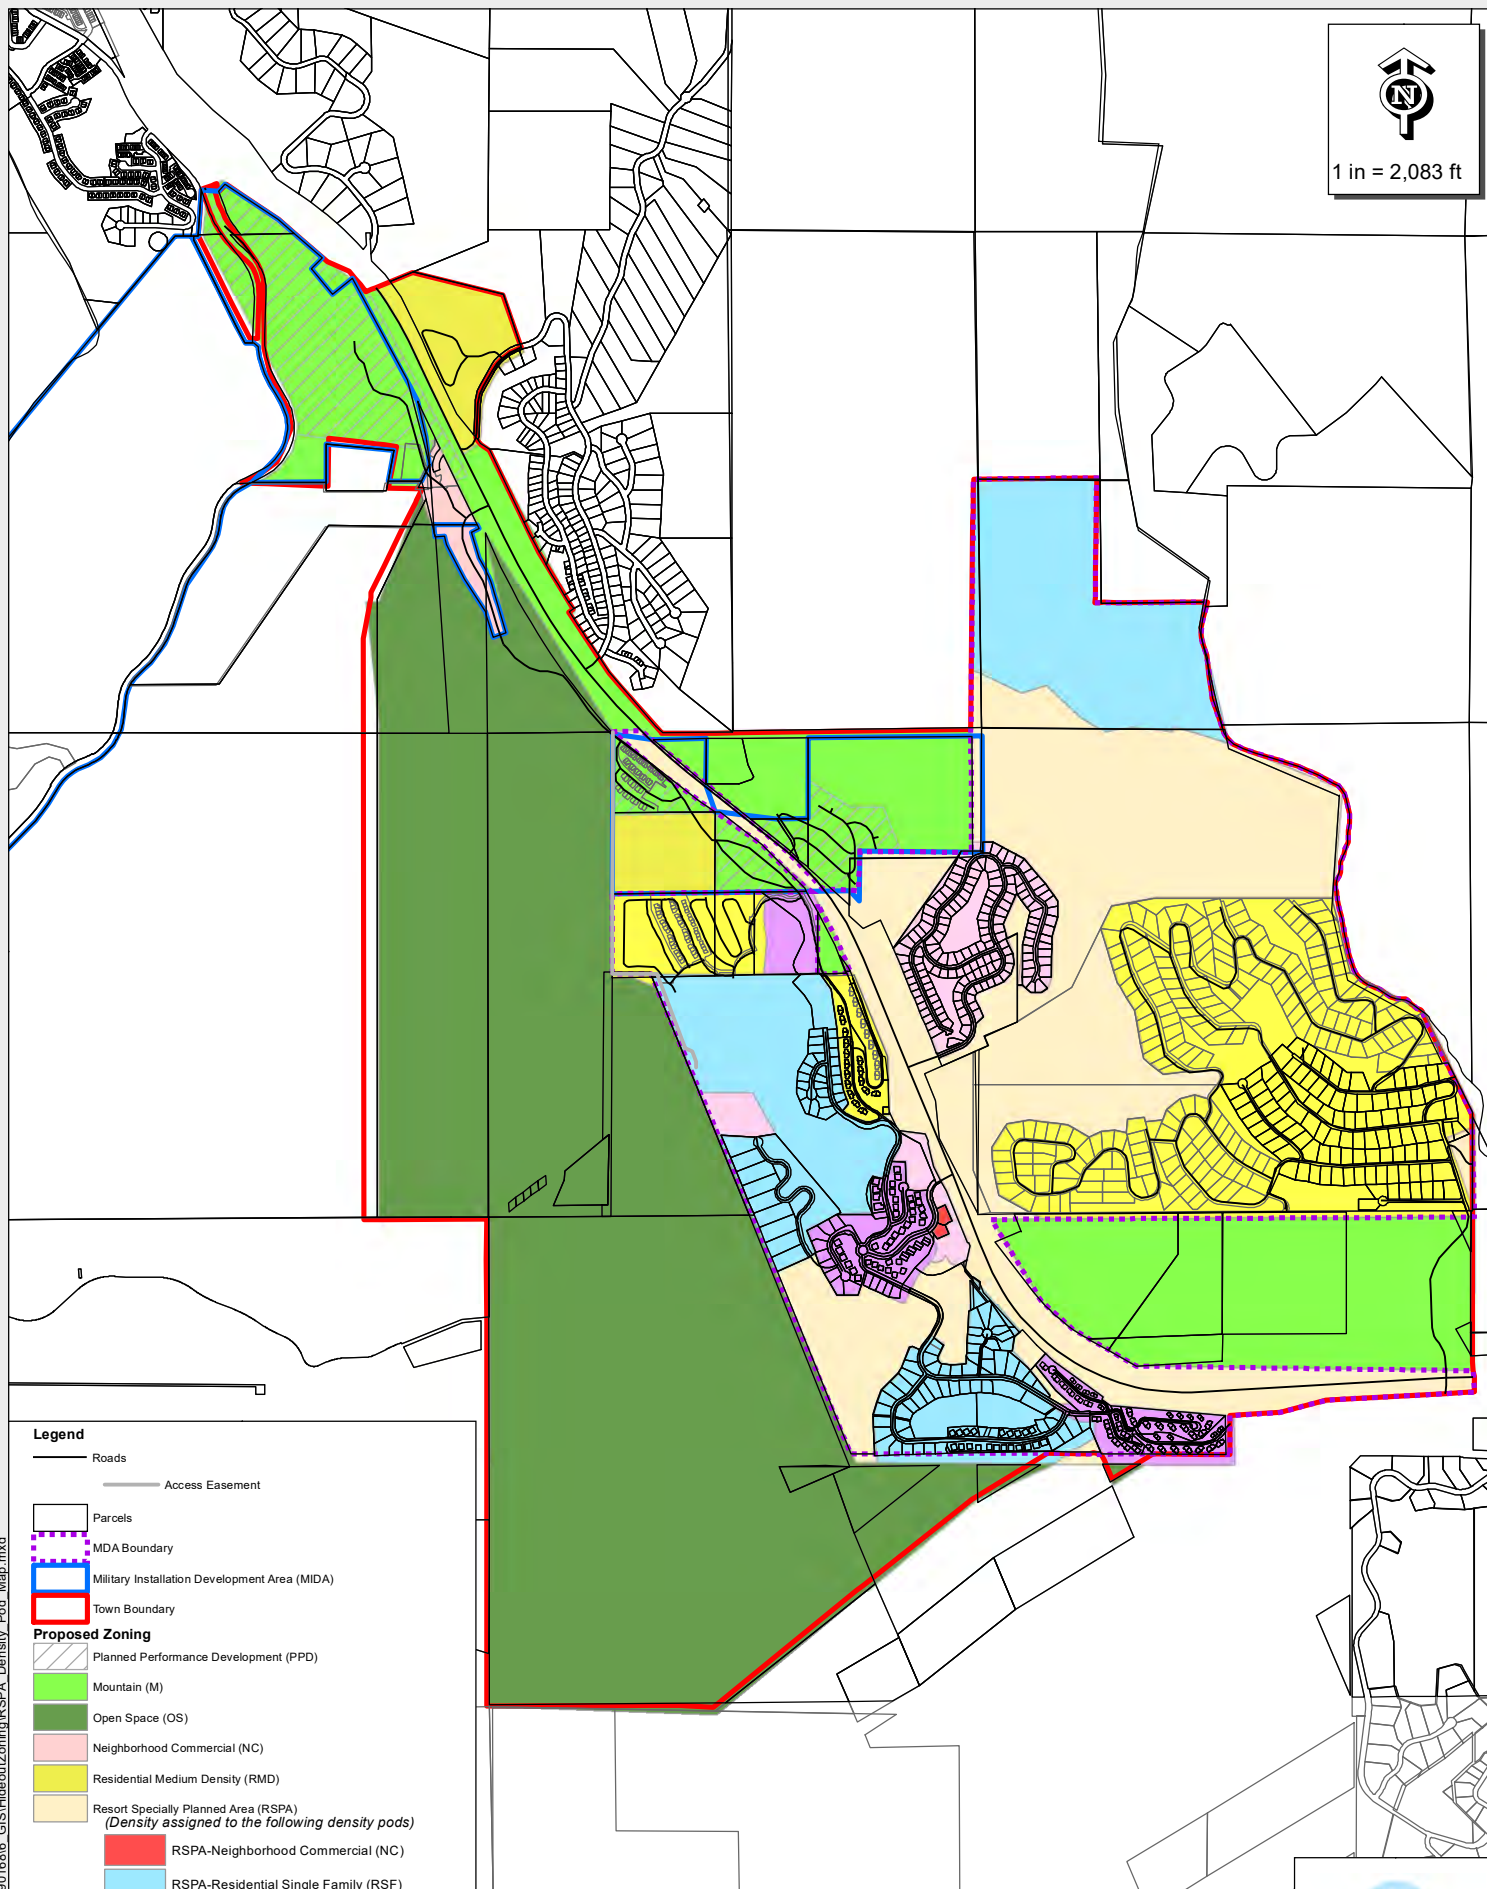 N
1 in = 2,083 ft
Legend
Roads
Access Easement
Parcels
MDA Boundary
Military Installation Development Area (MIDA)
Town Boundary
Proposed Zoning
Planned Performance Development (PPD)
Mountain (M)
Open Space (OS)
Neighborhood Commercial (NC)
Residential Medium Density (RMD)
Resort Specially Planned Area (RSPA)
(Density assigned to the following density pods)
RSPA-Neighborhood Commercial (NC)
RSPA-Residential Single Family (RSF)